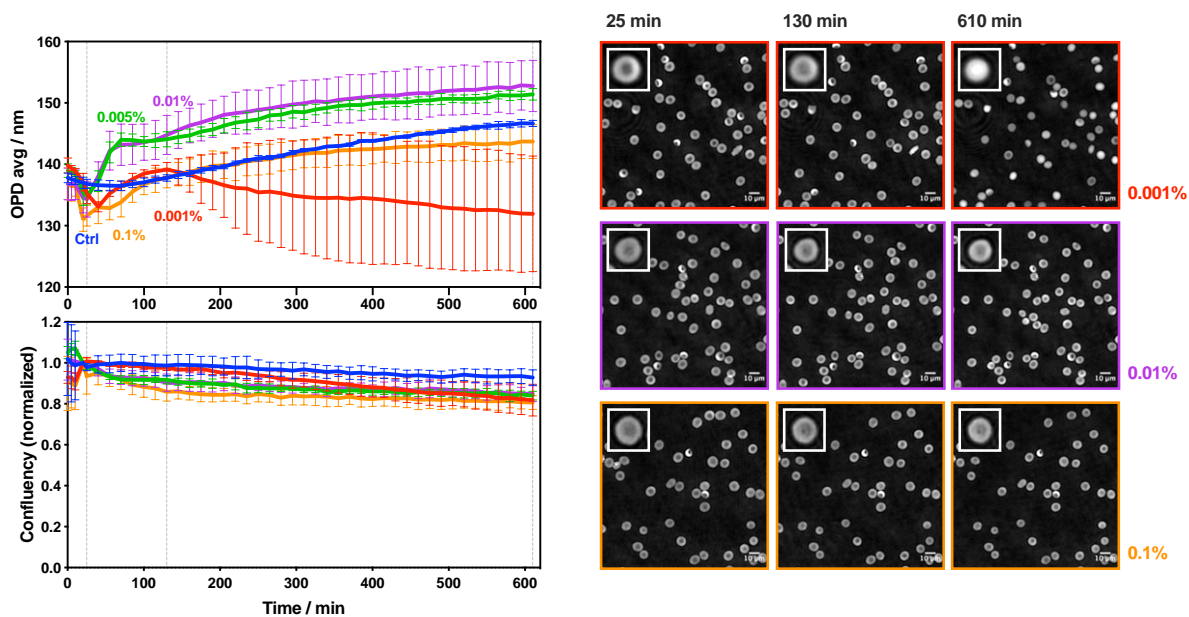 25 min
130 min
610 min
160
150
140
130
120
OPD avg / nm
0.01%
0.005%
0.001%
0.1%
Ctrl
0
100
200
300
400
500
600
1.2
1.0
0.8
0.6
0.4
0.2
0.0
Confluency (normalized)
0
100
200
300
400
500
600
Time / min
10 µm
10 µm
10 µm
0.001%
10 µm
10 µm
10 µm
0.01%
10 µm
10 µm
10 µm
0.1%